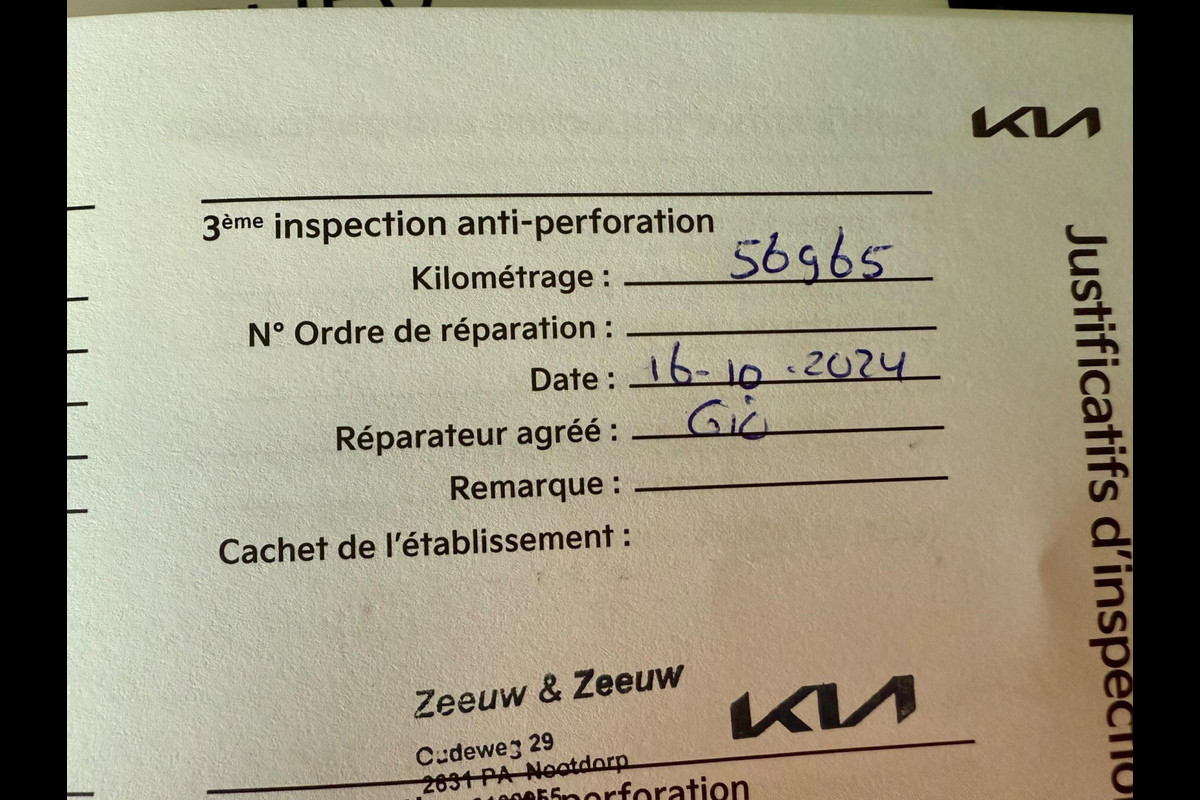 KIA
3ème inspection anti-perforation
Kilométrage : 56965
N° Ordre de réparation :
Date : 16-10-2024
Réparateur agréé : Gio
Remarque :
Cachet de l'établissement :
Zeeuw & Zeeuw
KIA
Oudeweg 29
2631 PA Nootdorp
perforation
Justificatifs d'inspectio